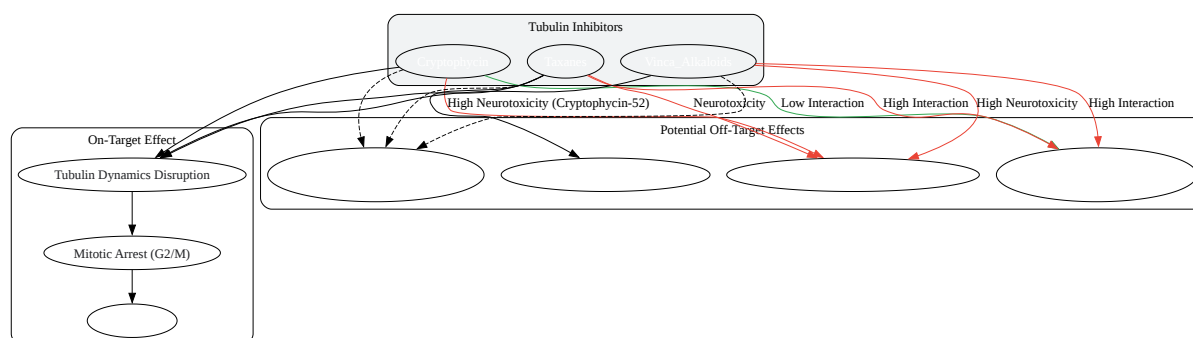 Tubulin Inhibitors
Cryptophycin
Taxanes
Vinca Alkaloids
High Neurotoxicity (Cryptophycin-52)
Neurotoxicity
Low Interaction
High Interaction
High Neurotoxicity
High Interaction
On-Target Effect
Potential Off-Target Effects
Tubulin Dynamics Disruption
Mitotic Arrest (G2/M)